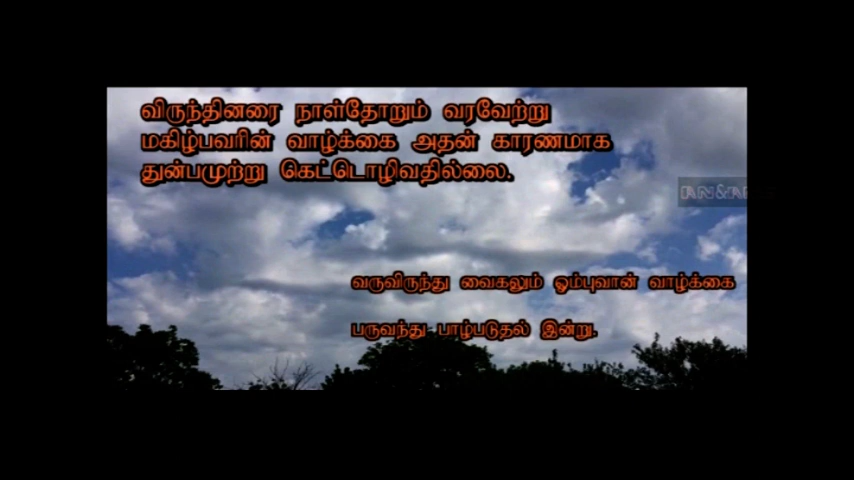 விருந்தினரை நாள்தோறும் வரவேற்று
மகிழ்பவரின் வாழ்க்கை அதன் காரணமாக
துன்பமுற்று கெட்டொழிவதில்லை.
வருவிருந்து வைகலும் ஓம்புவான் வாழ்க்கை
பருவந்து பாழ்படுதல் இன்று.